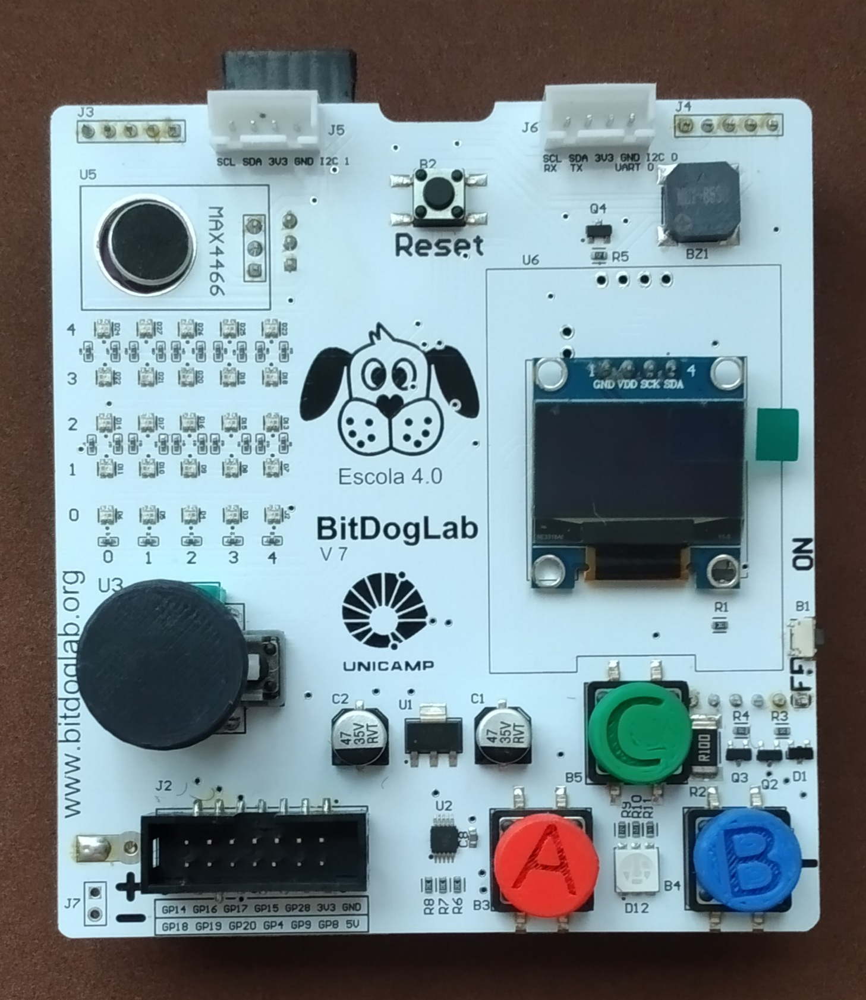 J3
J5
J6
J4
SCL SDA 3V3 GND I2C 1
SCL SDA 3V3 GND I2C 0
RX TX UART 0
U5
B2
Q4
MAX4466
Reset
R5
BZ1
U6
4
3
2
1
0
0 1 2 3 4
1 4
GND VDD SCK SDA
Escola 4.0
BitDogLab
V 7
UNICAMP
ON
R1
B1
U3
www.bitdoglab.org
C2
U1
C1
47
35V
RVT
47
35V
RVT
C
R100
R4
R3
B5
Q3
Q2
D1
R2
J2
U2
C8
R9
R10
R11
A
B
R8
R7
R6
B3
D12
B4
J7
+
-
GP14 GP16 GP17 GP15 GP28 3V3 GND
GP18 GP19 GP20 GP4 GP9 GP8 5V